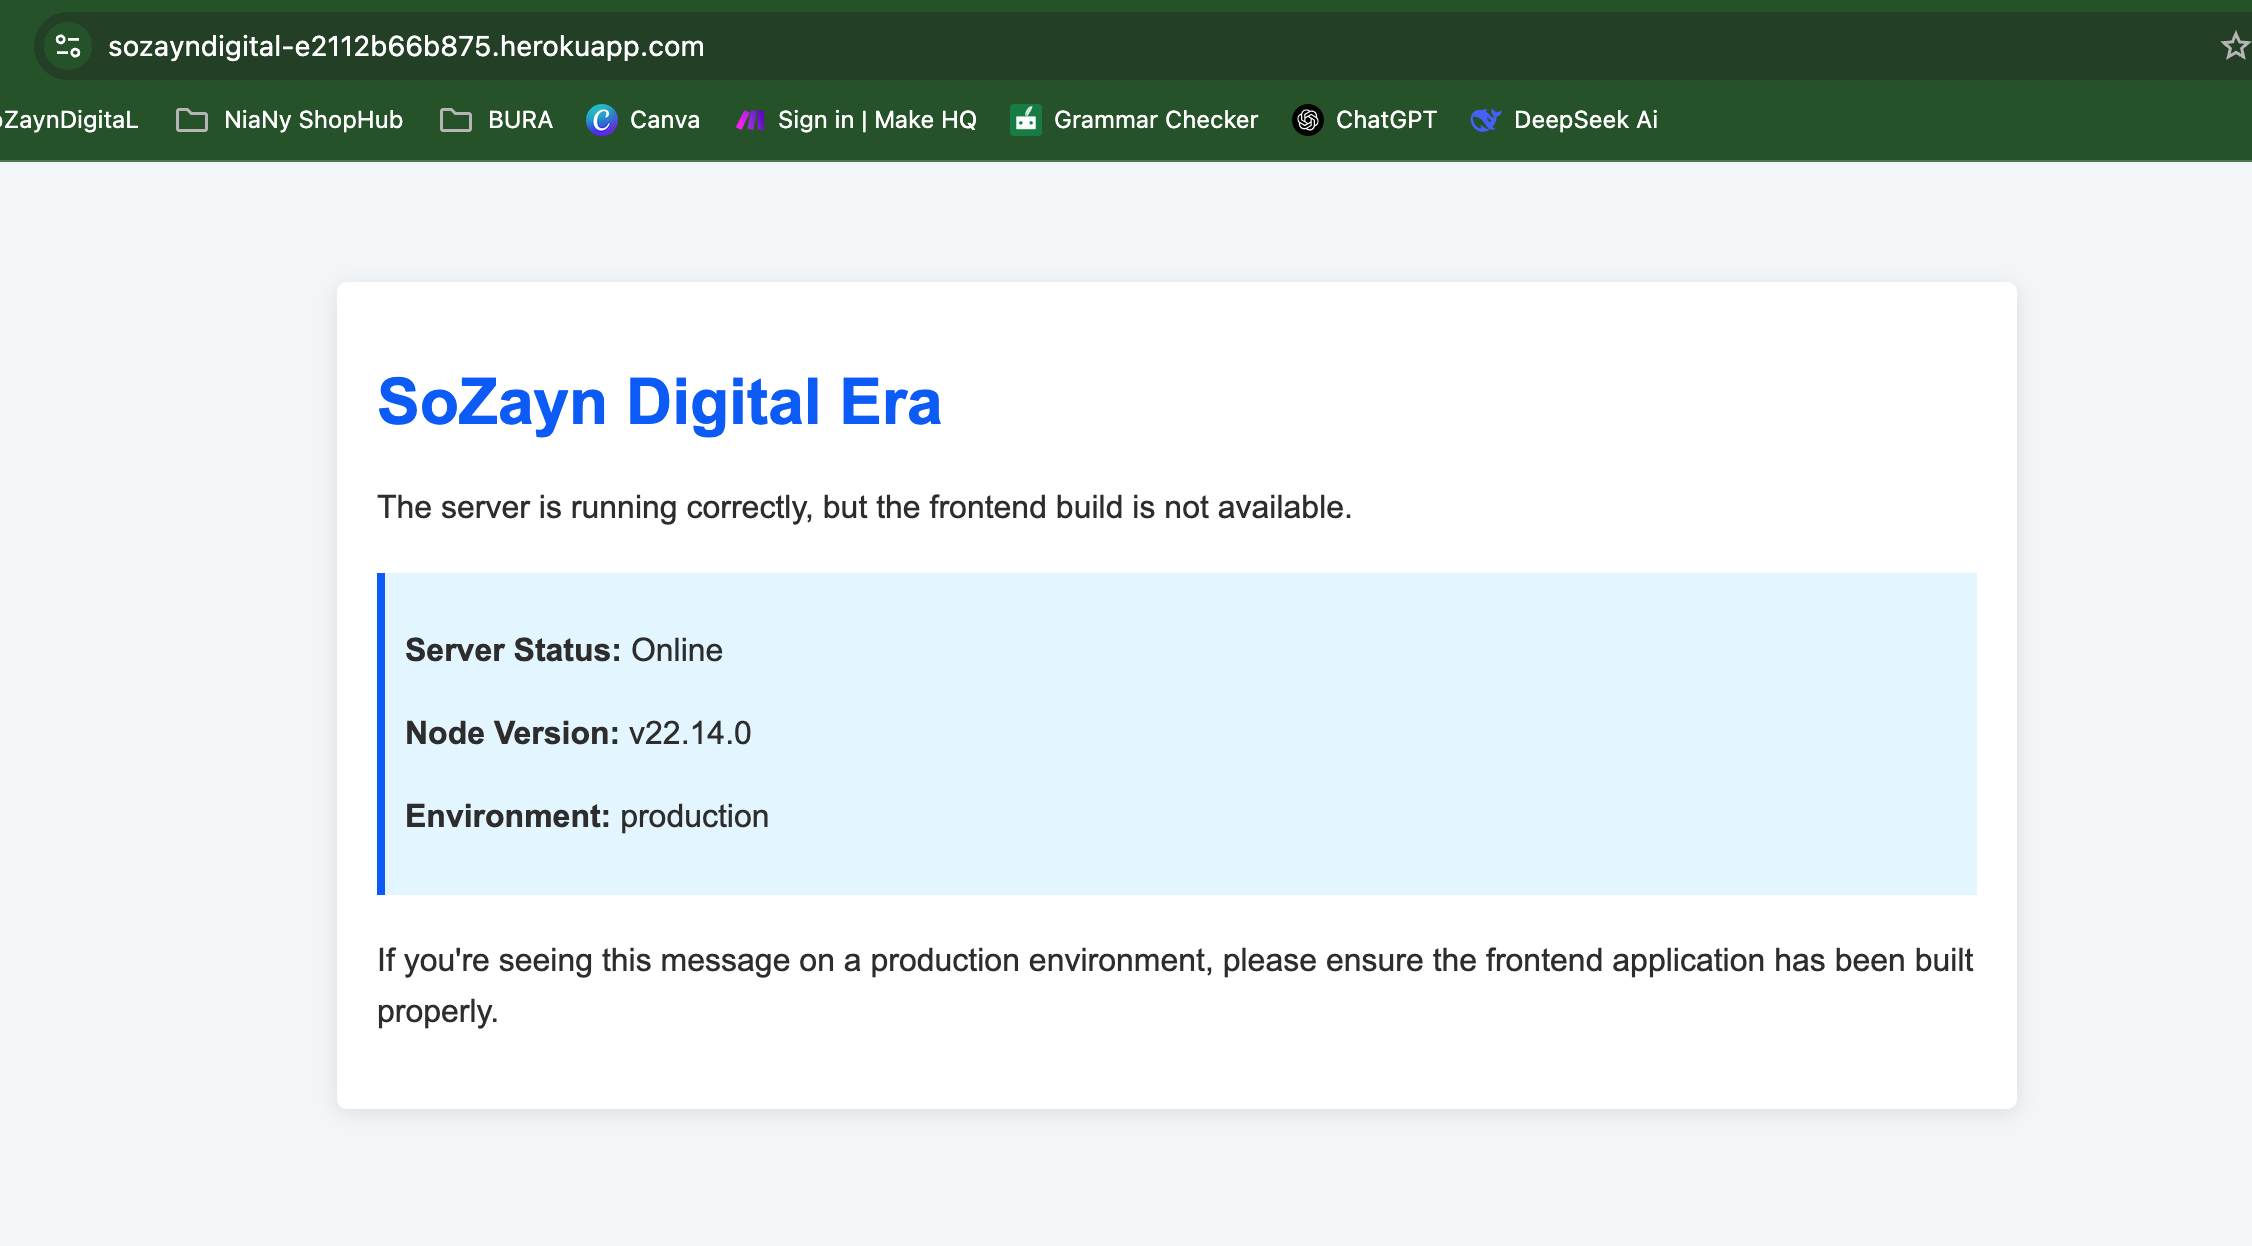 sozayndigital-e2112b66b875.herokuapp.com
ZaynDigitaL NiaNy ShopHub BURA Canva Sign in | Make HQ Grammar Checker ChatGPT DeepSeek Ai
SoZayn Digital Era
The server is running correctly, but the frontend build is not available.
Server Status: Online
Node Version: v22.14.0
Environment: production
If you're seeing this message on a production environment, please ensure the frontend application has been built
properly.